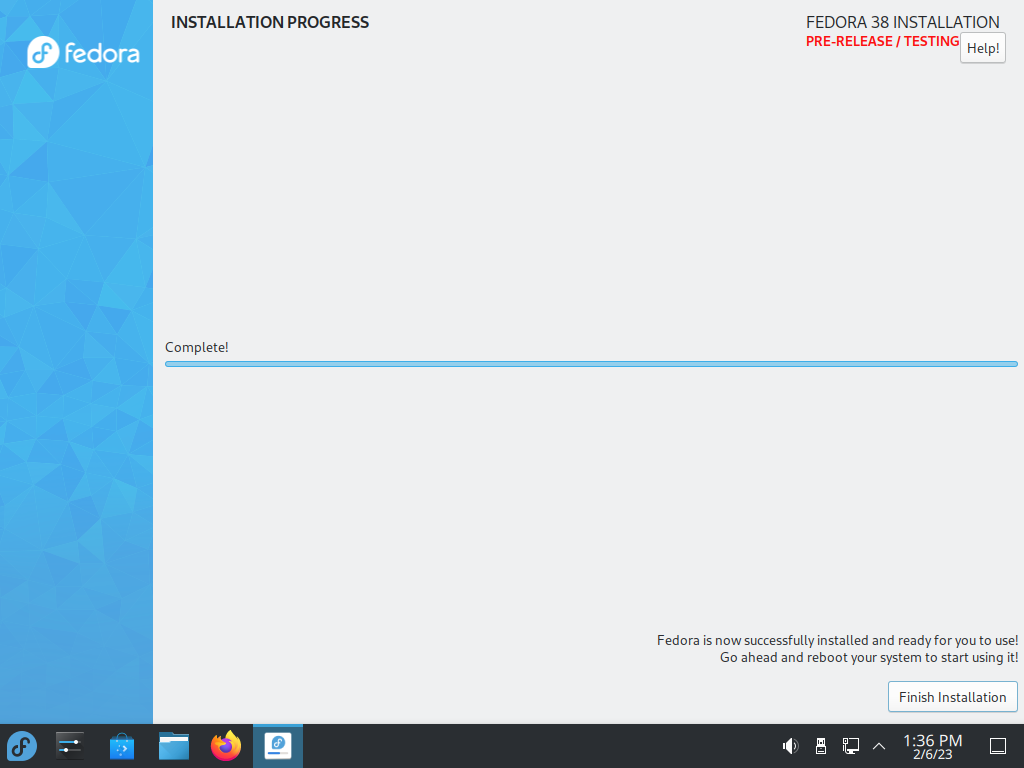 fedora
INSTALLATION PROGRESS
FEDORA 38 INSTALLATION
PRE-RELEASE / TESTING
Help!
Complete!
Fedora is now successfully installed and ready for you to use!
Go ahead and reboot your system to start using it!
Finish Installation
1:36 PM
2/6/23